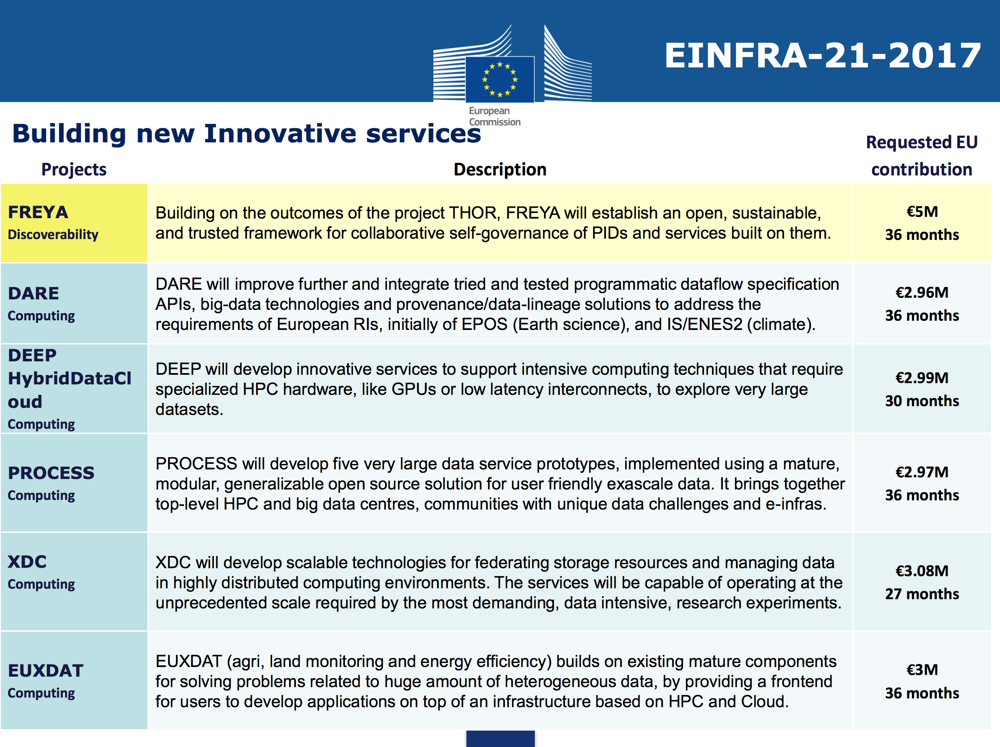 EINFRA-21-2017
European
Commission
Building new Innovative services
Requested EU
contribution
Projects
Description
FREYA
Discoverability
Building on the outcomes of the project THOR, FREYA will establish an open, sustainable,
and trusted framework for collaborative self-governance of PIDs and services built on them.
€5M
36 months
DARE
Computing
DARE will improve further and integrate tried and tested programmatic dataflow specification
APIs, big-data technologies and provenance/data-lineage solutions to address the
requirements of European RIs, initially of EPOS (Earth science), and IS/ENES2 (climate).
€2.96M
36 months
DEEP
HybridDataCl
oud
Computing
DEEP will develop innovative services to support intensive computing techniques that require
specialized HPC hardware, like GPUs or low latency interconnects, to explore very large
datasets.
€2.99M
30 months
PROCESS
Computing
PROCESS will develop five very large data service prototypes, implemented using a mature,
modular, generalizable open source solution for user friendly exascale data. It brings together
top-level HPC and big data centres, communities with unique data challenges and e-infras.
€2.97M
36 months
XDC
Computing
XDC will develop scalable technologies for federating storage resources and managing data
in highly distributed computing environments. The services will be capable of operating at the
unprecedented scale required by the most demanding, data intensive, research experiments.
€3.08M
27 months
EUXDAT
Computing
EUXDAT (agri, land monitoring and energy efficiency) builds on existing mature components
for solving problems related to huge amount of heterogeneous data, by providing a frontend
for users to develop applications on top of an infrastructure based on HPC and Cloud.
€3M
36 months